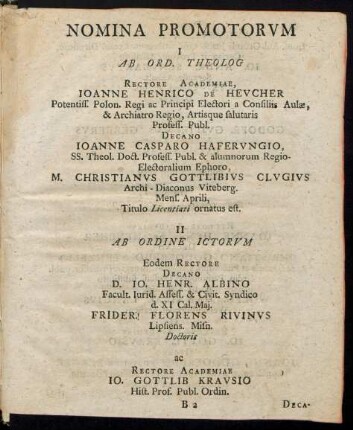 NOMINA PROMOTORVM
I
AB ORD. THEOLOG
RECTORE ACADEMIAE,
IOANNE HENRICO DE HEVCHER
Potentiss. Polon. Regi ac Principi Electori a Consiliis Aulæ,
& Archiatro Regio, Artisque salutaris
Profess. Publ.
DECANO
IOANNE CASPARO HAFERVNGIO,
SS. Theol. Doct. Profess. Publ. & alumnorum Regio-
Electoralium Ephoro,
M. CHRISTIANVS GOTTLIBIVS CLVGIVS
Archi-Diaconus Viteberg.
Mens. Aprili,
Titulo Licentiari ornatus est.
II
AB ORDINE ICTORVM
Eodem RECTORE
DECANO
D. IO. HENR. ALBINO
Facult. Iurid. Assess. & Civit. Syndico
d. XI Cal. Maj.
FRIDER. FLORENS RIVINVS
Lipsiens. Misn.
Doctoris
ac
RECTORE ACADEMIAE
IO. GOTTLIB KRAVSIO
Hist. Prof. Publ. Ordin.
B 2 DECA-